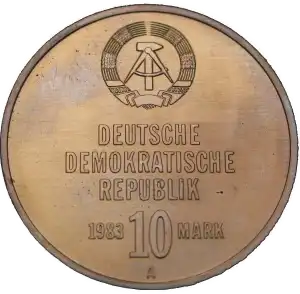 DEUTSCHE
DEMOKRATISCHE
REPUBLIK
1983 10 MARK
A